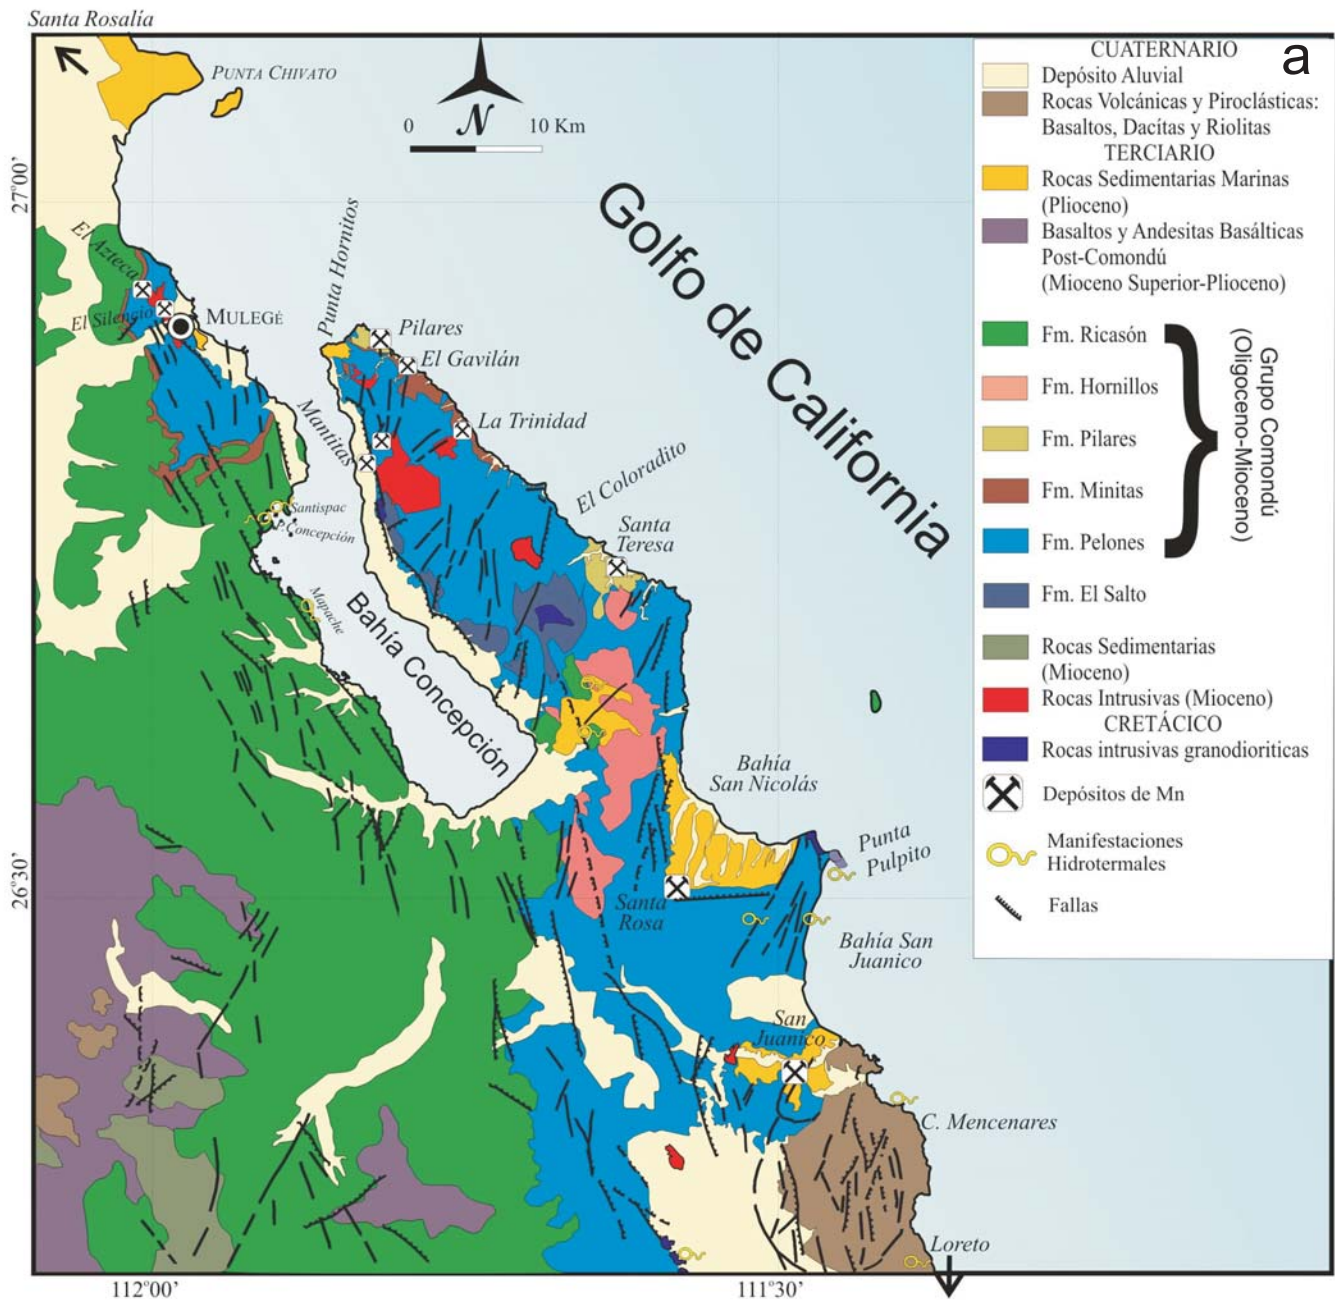 Santa Rosalía
a
PUNTA CHIVATO
N
0 10 Km
27°00'
26°30'
112°00'
111°30'
Golfo de California
El Azteca
El Silencio
MULEGÉ
Punta Hornitos
Pilares
El Gavilán
La Trinidad
Mantitas
El Coloradito
Santa
Teresa
Santispac
P. Concepción
Mapache
Bahía Concepción
Bahía
San Nicolás
Punta
Pulpito
Santa
Rosa
Bahía San
Juanico
San
Juanico
C. Mencenares
Loreto
CUATERNARIO
Depósito Aluvial
Rocas Volcánicas y Piroclásticas:
Basaltos, Dacítas y Riolitas
TERCIARIO
Rocas Sedimentarias Marinas
(Plioceno)
Basaltos y Andesitas Basálticas
Post-Comondú
(Mioceno Superior-Plioceno)
Fm. Ricasón
Fm. Hornillos
Fm. Pilares
Fm. Minitas
Fm. Pelones
Grupo Comondú
(Oligoceno-Mioceno)
Fm. El Salto
Rocas Sedimentarias
(Mioceno)
Rocas Intrusivas (Mioceno)
CRETÁCICO
Rocas intrusivas granodioriticas
Depósitos de Mn
Manifestaciones
Hidrotermales
Fallas